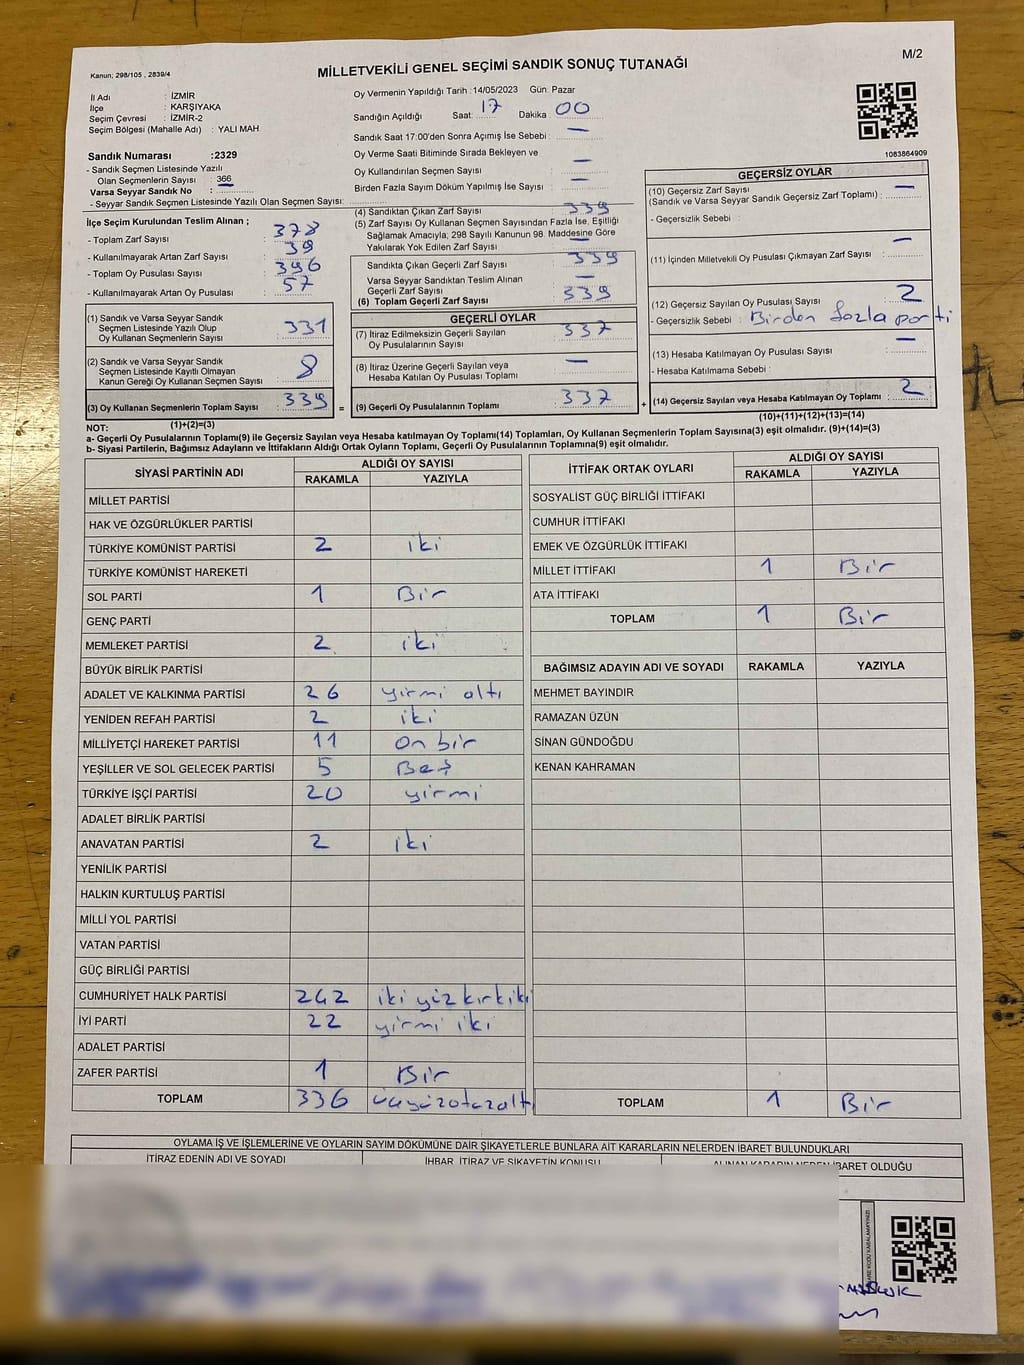 M/2
Kanun; 298/105 , 2839/4
MİLLETVEKİLİ GENEL SEÇİMİ SANDIK SONUÇ TUTANAĞI
İl Adı : İZMİR
İlçe : KARŞIYAKA
Seçim Çevresi : İZMİR-2
Seçim Bölgesi (Mahalle Adı) : YALI MAH
Sandık Numarası :2329
- Sandık Seçmen Listesinde Yazılı
Olan Seçmenlerin Sayısı : 366
Varsa Seyyar Sandık No :
- Seyyar Sandık Seçmen Listesinde Yazılı Olan Seçmen Sayısı:
Oy Vermenin Yapıldığı Tarih : 14/05/2023 Gün: Pazar
Sandığın Açıldığı Saat: 17 Dakika : 00
Sandık Saat 17:00'den Sonra Açımış İse Sebebi : —
Oy Verme Saati Bitiminde Sırada Bekleyen ve
Oy Kullandırılan Seçmen Sayısı : —
Birden Fazla Sayım Döküm Yapılmış İse Sayısı : —
1083864909
İlçe Seçim Kurulundan Teslim Alınan ;
- Toplam Zarf Sayısı : 378
- Kullanılmayarak Artan Zarf Sayısı : 39
- Toplam Oy Pusulası Sayısı : 396
- Kullanılmayarak Artan Oy Pusulası : 57
(1) Sandık ve Varsa Seyyar Sandık
Seçmen Listesinde Yazılı Olup
Oy Kullanan Seçmenlerin Sayısı : 331
(2) Sandık ve Varsa Seyyar Sandık
Seçmen Listesinde Kayıtlı Olmayan
Kanun Gereği Oy Kullanan Seçmen Sayısı : 8
(3) Oy Kullanan Seçmenlerin Toplam Sayısı : 339
(1)+(2)=(3)
(4) Sandıktan Çıkan Zarf Sayısı : 339
(5) Zarf Sayısı Oy Kullanan Seçmen Sayısından Fazla İse, Eşitliği
Sağlamak Amacıyla; 298 Sayılı Kanunun 98. Maddesine Göre
Yakılarak Yok Edilen Zarf Sayısı : —
Sandıkta Çıkan Geçerli Zarf Sayısı : 339
Varsa Seyyar Sandıktan Teslim Alınan
Geçerli Zarf Sayısı : —
(6) Toplam Geçerli Zarf Sayısı : 339
GEÇERLİ OYLAR
(7) İtiraz Edilmeksizin Geçerli Sayılan
Oy Pusulalarının Sayısı : 337
(8) İtiraz Üzerine Geçerli Sayılan veya
Hesaba Katılan Oy Pusulası Toplamı : —
= (9) Geçerli Oy Pusulalarının Toplamı : 337
GEÇERSİZ OYLAR
(10) Geçersiz Zarf Sayısı : —
(Sandık ve Varsa Seyyar Sandık Geçersiz Zarf Toplamı) :
- Geçersizlik Sebebi :
(11) İçinden Milletvekili Oy Pusulası Çıkmayan Zarf Sayısı : —
(12) Geçersiz Sayılan Oy Pusulası Sayısı : 2
- Geçersizlik Sebebi : Birden fazla parti
(13) Hesaba Katılmayan Oy Pusulası Sayısı : —
- Hesaba Katılmama Sebebi :
+ (14) Geçersiz Sayılan veya Hesaba Katılmayan Oy Toplamı : 2
(10)+(11)+(12)+(13)=(14)
NOT:
a- Geçerli Oy Pusulalarının Toplamı(9) ile Geçersiz Sayılan veya Hesaba katılmayan Oy Toplamı(14) Toplamları, Oy Kullanan Seçmenlerin Toplam Sayısına(3) eşit olmalıdır. (9)+(14)=(3)
b- Siyasi Partilerin, Bağımsız Adayların ve İttifakların Aldığı Ortak Oyların Toplamı, Geçerli Oy Pusulalarının Toplamına(9) eşit olmalıdır.
SİYASİ PARTİNİN ADI ALDIĞI OY SAYISI
RAKAMLA YAZIYLA
MİLLET PARTİSİ
HAK VE ÖZGÜRLÜKLER PARTİSİ
TÜRKİYE KOMÜNİST PARTİSİ 2 iki
TÜRKİYE KOMÜNİST HAREKETİ
SOL PARTİ 1 Bir
GENÇ PARTİ
MEMLEKET PARTİSİ 2 iki
BÜYÜK BİRLİK PARTİSİ
ADALET VE KALKINMA PARTİSİ 26 yirmi altı
YENİDEN REFAH PARTİSİ 2 iki
MİLLİYETÇİ HAREKET PARTİSİ 11 on bir
YEŞİLLER VE SOL GELECEK PARTİSİ 5 Beş
TÜRKİYE İŞÇİ PARTİSİ 20 yirmi
ADALET BİRLİK PARTİSİ
ANAVATAN PARTİSİ 2 iki
YENİLİK PARTİSİ
HALKIN KURTULUŞ PARTİSİ
MİLLİ YOL PARTİSİ
VATAN PARTİSİ
GÜÇ BİRLİĞİ PARTİSİ
CUMHURİYET HALK PARTİSİ 242 iki yüz kırk iki
İYİ PARTİ 22 yirmi iki
ADALET PARTİSİ
ZAFER PARTİSİ 1 Bir
TOPLAM 336 üçyüzotuzaltı
İTTİFAK ORTAK OYLARI ALDIĞI OY SAYISI
RAKAMLA YAZIYLA
SOSYALİST GÜÇ BİRLİĞİ İTTİFAKI
CUMHUR İTTİFAKI
EMEK VE ÖZGÜRLÜK İTTİFAKI
MİLLET İTTİFAKI 1 Bir
ATA İTTİFAKI
TOPLAM 1 Bir
BAĞIMSIZ ADAYIN ADI VE SOYADI RAKAMLA YAZIYLA
MEHMET BAYINDIR
RAMAZAN ÜZÜN
SİNAN GÜNDOĞDU
KENAN KAHRAMAN
TOPLAM 1 Bir
OYLAMA İŞ VE İŞLEMLERİNE VE OYLARIN SAYIM DÖKÜMÜNE DAİR ŞİKAYETLERLE BUNLARA AİT KARARLARIN NELERDEN İBARET BULUNDUKLARI
İTİRAZ EDENİN ADI VE SOYADI İHBAR, İTİRAZ VE ŞİKAYETİN KONUSU ALINAN KARARIN NEDEN İBARET OLDUĞU